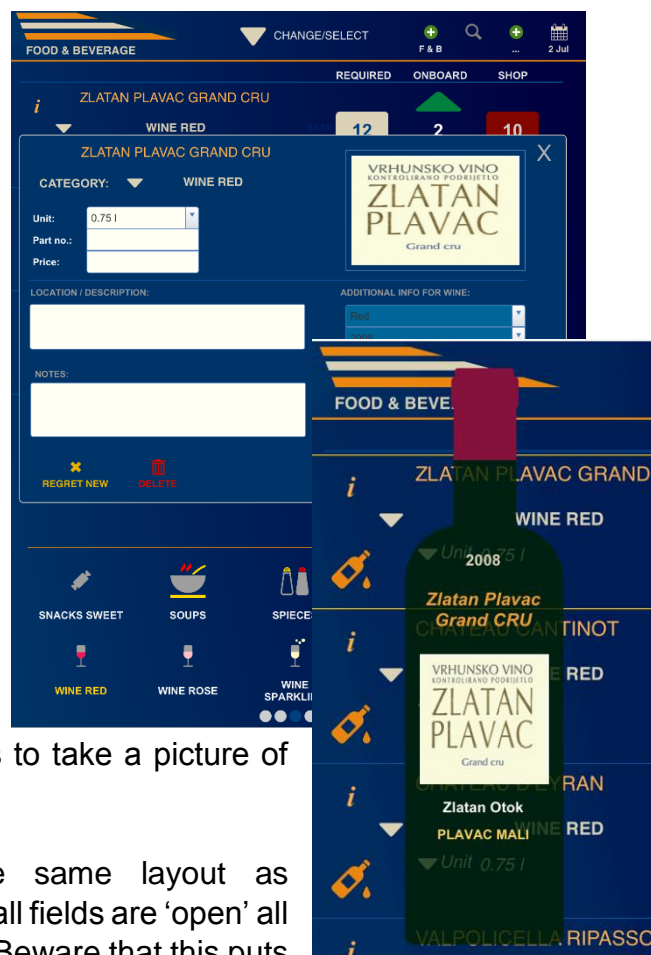 FOOD & BEVERAGE
CHANGE/SELECT
F & B
...
2 Jul
REQUIRED ONBOARD SHOP
i ZLATAN PLAVAC GRAND CRU
WINE RED
12 2 10
ZLATAN PLAVAC GRAND CRU
X
CATEGORY: WINE RED
Unit: 0.75 l
Part no.:
Price:
VRHUNSKO VINO
KONTROLIRANO PODRIJETLO
ZLATAN
PLAVAC
Grand cru
LOCATION / DESCRIPTION:
ADDITIONAL INFO FOR WINE:
Red
2008
NOTES:
REGRET NEW
DELETE
SNACKS SWEET
SOUPS
SPIECES
WINE RED
WINE ROSE
WINE
SPARKLI
FOOD & BEVE
i ZLATAN PLAVAC GRAND
WINE RED
Unit 0.75 l
2008
Zlatan Plavac
Grand CRU
i CHATEAU CANTINOT
WINE RED
VRHUNSKO VINO
KONTROLIRANO PODRIJETLO
ZLATAN
PLAVAC
Grand cru
i CHATEAU D'EYRAN
Zlatan Otok
PLAVAC MALI
WINE RED
Unit 0.75 l
i VALPOLICELLA RIPASSO
s to take a picture of
e same layout as
all fields are ‘open’ all
Beware that this puts